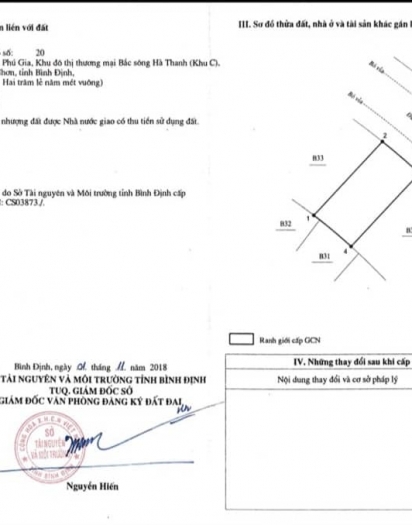 n liền với đất
số: 20
Phú Gia, Khu đô thị thương mại Bắc sông Hà Thanh (Khu C).
hơn, tỉnh Bình Định,
Hai trăm lẻ năm mét vuông)
nhượng đất được Nhà nước giao có thu tiền sử dụng đất.
do Sở Tài nguyên và Môi trường tỉnh Bình Định cấp
: CS03873./.
Bình Định, ngày 01 tháng 11 năm 2018
TÀI NGUYÊN VÀ MÔI TRƯỜNG TỈNH BÌNH ĐỊNH
TUQ. GIÁM ĐỐC SỞ
GIÁM ĐỐC VĂN PHÒNG ĐĂNG KÝ ĐẤT ĐAI
SỞ
TÀI NGUYÊN
VÀ MÔI TRƯỜNG
Nguyễn Hiến
III. Sơ đồ thửa đất, nhà ở và tài sản khác gắn l
Bó vỉa
Bó vỉa
2
B33
1
B32
4
B31
Ranh giới cấp GCN
IV. Những thay đổi sau khi cấp
Nội dung thay đổi và cơ sở pháp lý